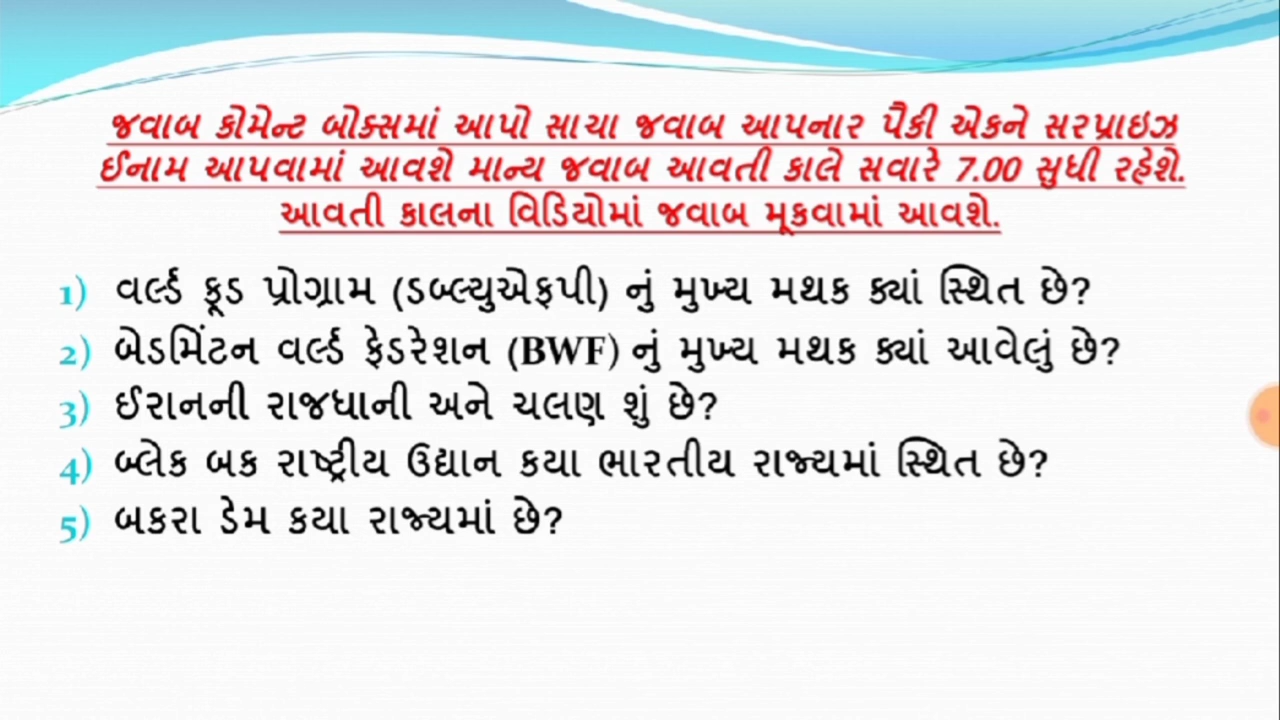 જવાબ કોમેન્ટ બોક્સમાં આપો સાચા જવાબ આપનાર પૈકી એકને સરપ્રાઇઝ
ઈનામ આપવામાં આવશે માન્ય જવાબ આવતી કાલે સવારે 7.00 સુધી રહેશે.
આવતી કાલના વિડિયોમાં જવાબ મૂકવામાં આવશે.
1) વર્લ્ડ ફૂડ પ્રોગ્રામ (ડબ્લ્યુએફપી) નું મુખ્ય મથક ક્યાં સ્થિત છે?
2) બેડમિંટન વર્લ્ડ ફેડરેશન (BWF) નું મુખ્ય મથક ક્યાં આવેલું છે?
3) ઈરાનની રાજધાની અને ચલણ શું છે?
4) બ્લેક બક રાષ્ટ્રીય ઉદ્યાન કયા ભારતીય રાજ્યમાં સ્થિત છે?
5) બકરા ડેમ કયા રાજ્યમાં છે?